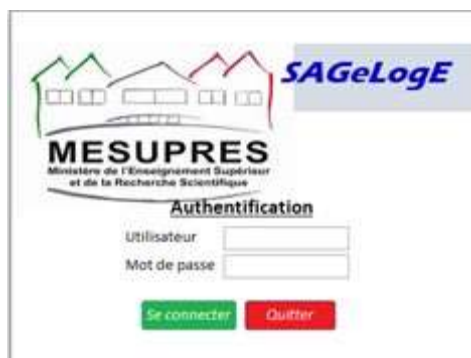 SAGeLogE
MESUPRES
Ministère de l'Enseignement Supérieur
et de la Recherche Scientifique
Authentification
Utilisateur
Mot de passe
Se connecter
Quitter